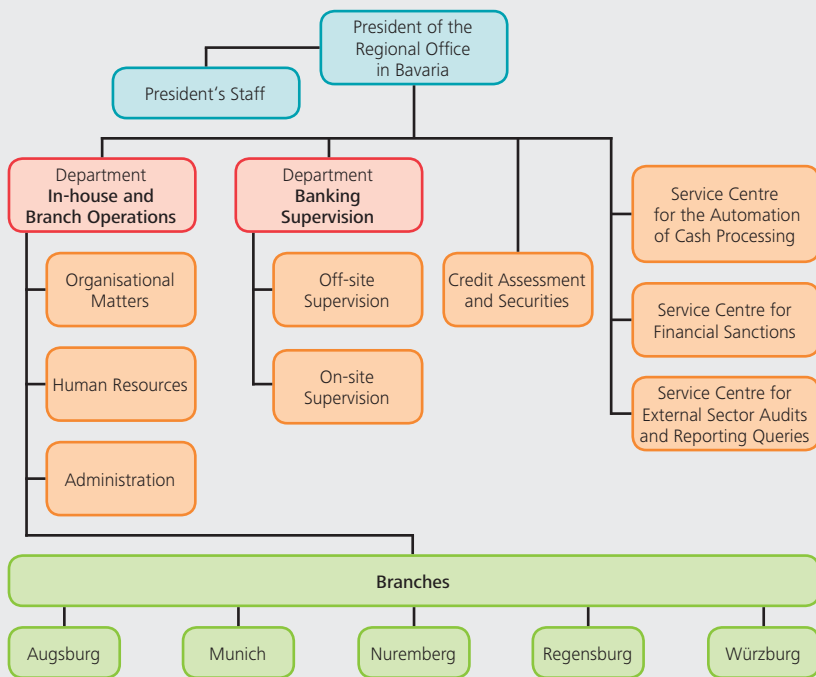 President of the
Regional Office
in Bavaria
President's Staff
Department
In-house and
Branch Operations
Organisational
Matters
Human Resources
Administration
Department
Banking
Supervision
Off-site
Supervision
On-site
Supervision
Credit Assessment
and Securities
Service Centre
for the Automation
of Cash Processing
Service Centre for
Financial Sanctions
Service Centre for
External Sector Audits
and Reporting Queries
Branches
Augsburg
Munich
Nuremberg
Regensburg
Würzburg